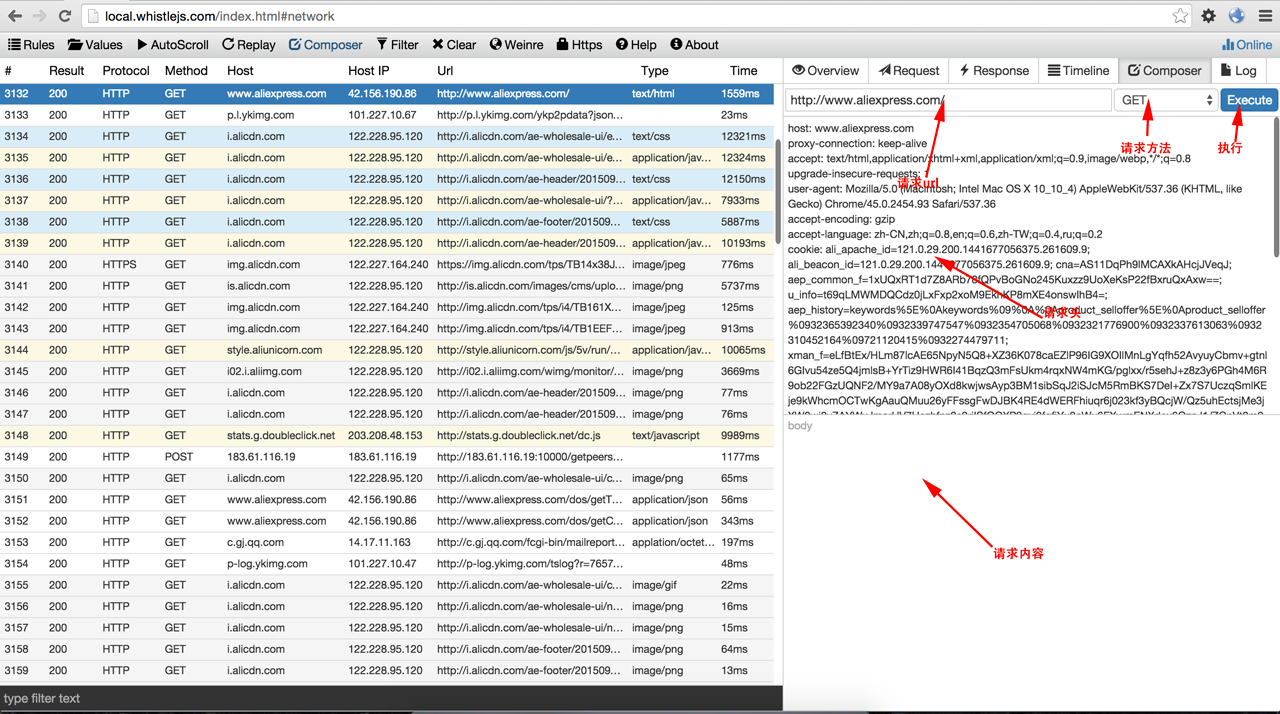 local.whistlejs.com/index.html#network
Rules Values AutoScroll Replay Composer Filter Clear Weinre Https Help About Online
# Result Protocol Method Host Host IP Url Type Time
3132 200 HTTP GET www.aliexpress.com 42.156.190.86 http://www.aliexpress.com/ text/html 1559ms
3133 200 HTTP GET p.l.ykimg.com 101.227.10.67 http://p.l.ykimg.com/ykp2pdata?json... 23ms
3134 200 HTTP GET i.alicdn.com 122.228.95.120 http://i.alicdn.com/ae-wholesale-ui/e... text/css 12321ms
3135 200 HTTP GET i.alicdn.com 122.228.95.120 http://i.alicdn.com/ae-wholesale-ui/e... application/jav... 12324ms
3136 200 HTTP GET i.alicdn.com 122.228.95.120 http://i.alicdn.com/ae-header/201509... text/css 12150ms
3137 200 HTTP GET i.alicdn.com 122.228.95.120 http://i.alicdn.com/ae-wholesale-ui/?... application/jav... 7933ms
3138 200 HTTP GET i.alicdn.com 122.228.95.120 http://i.alicdn.com/ae-footer/201509... text/css 5887ms
3139 200 HTTP GET i.alicdn.com 122.228.95.120 http://i.alicdn.com/ae-header/201509... application/jav... 10193ms
3140 200 HTTPS GET img.alicdn.com 122.227.164.240 https://img.alicdn.com/tps/TB14x38J... image/jpeg 776ms
3141 200 HTTP GET is.alicdn.com 122.228.95.120 http://is.alicdn.com/images/cms/uplo... image/png 5737ms
3142 200 HTTP GET img.alicdn.com 122.227.164.240 http://img.alicdn.com/tps/i4/TB161X... image/jpeg 125ms
3143 200 HTTP GET img.alicdn.com 122.227.164.240 http://img.alicdn.com/tps/i4/TB1EEF... image/jpeg 913ms
3144 200 HTTP GET style.aliunicorn.com 122.228.95.120 http://style.aliunicorn.com/js/5v/run/... application/jav... 10065ms
3145 200 HTTP GET i02.i.aliimg.com 122.228.95.120 http://i02.i.aliimg.com/wimg/monitor/... image/png 3669ms
3146 200 HTTP GET i.alicdn.com 122.228.95.120 http://i.alicdn.com/ae-header/201509... image/png 77ms
3147 200 HTTP GET i.alicdn.com 122.228.95.120 http://i.alicdn.com/ae-header/201509... image/png 76ms
3148 200 HTTP GET stats.g.doubleclick.net 203.208.48.153 http://stats.g.doubleclick.net/dc.js text/javascript 9989ms
3149 200 HTTP POST 183.61.116.19 183.61.116.19 http://183.61.116.19:10000/getpeers... 1177ms
3150 200 HTTP GET i.alicdn.com 122.228.95.120 http://i.alicdn.com/ae-wholesale-ui/c... image/png 65ms
3151 200 HTTP GET www.aliexpress.com 42.156.190.86 http://www.aliexpress.com/dos/getT... application/json 56ms
3152 200 HTTP GET www.aliexpress.com 42.156.190.86 http://www.aliexpress.com/dos/getC... application/json 343ms
3153 200 HTTP GET c.gj.qq.com 14.17.11.163 http://c.gj.qq.com/fcgi-bin/mailreport... applation/octet... 197ms
3154 200 HTTP GET p-log.ykimg.com 101.227.10.47 http://p-log.ykimg.com/tslog?r=7657... 48ms
3155 200 HTTP GET i.alicdn.com 122.228.95.120 http://i.alicdn.com/ae-wholesale-ui/c... image/gif 22ms
3156 200 HTTP GET i.alicdn.com 122.228.95.120 http://i.alicdn.com/ae-wholesale-ui/n... image/png 16ms
3157 200 HTTP GET i.alicdn.com 122.228.95.120 http://i.alicdn.com/ae-wholesale-ui/n... image/png 15ms
3158 200 HTTP GET i.alicdn.com 122.228.95.120 http://i.alicdn.com/ae-footer/201509... image/png 64ms
3159 200 HTTP GET i.alicdn.com 122.228.95.120 http://i.alicdn.com/ae-footer/201509... image/png 13ms
type filter text
Overview Request Response Timeline Composer Log
http://www.aliexpress.com/ GET Execute
请求url
请求方法
执行
host: www.aliexpress.com
proxy-connection: keep-alive
accept: text/html,application/xhtml+xml,application/xml;q=0.9,image/webp,*/*;q=0.8
upgrade-insecure-requests: 1
user-agent: Mozilla/5.0 (Macintosh; Intel Mac OS X 10_10_4) AppleWebKit/537.36 (KHTML, like
Gecko) Chrome/45.0.2454.93 Safari/537.36
accept-encoding: gzip
accept-language: zh-CN,zh;q=0.8,en;q=0.6,zh-TW;q=0.4,ru;q=0.2
cookie: ali_apache_id=121.0.29.200.1441677056375.261609.9;
ali_beacon_id=121.0.29.200.1441677056375.261609.9; cna=AS11DqPh9lMCAXkAHcjJVeqJ;
u_info=t69qLMWMDQCdz0jLxFxp2xoM9EkhKP8mXE4onswIhB4=;
请求头
%0932365392340%0932339747547%0932354705068%0932321776900%0932337613063%0932
310452164%09721120415%0932274479711;
body
请求内容